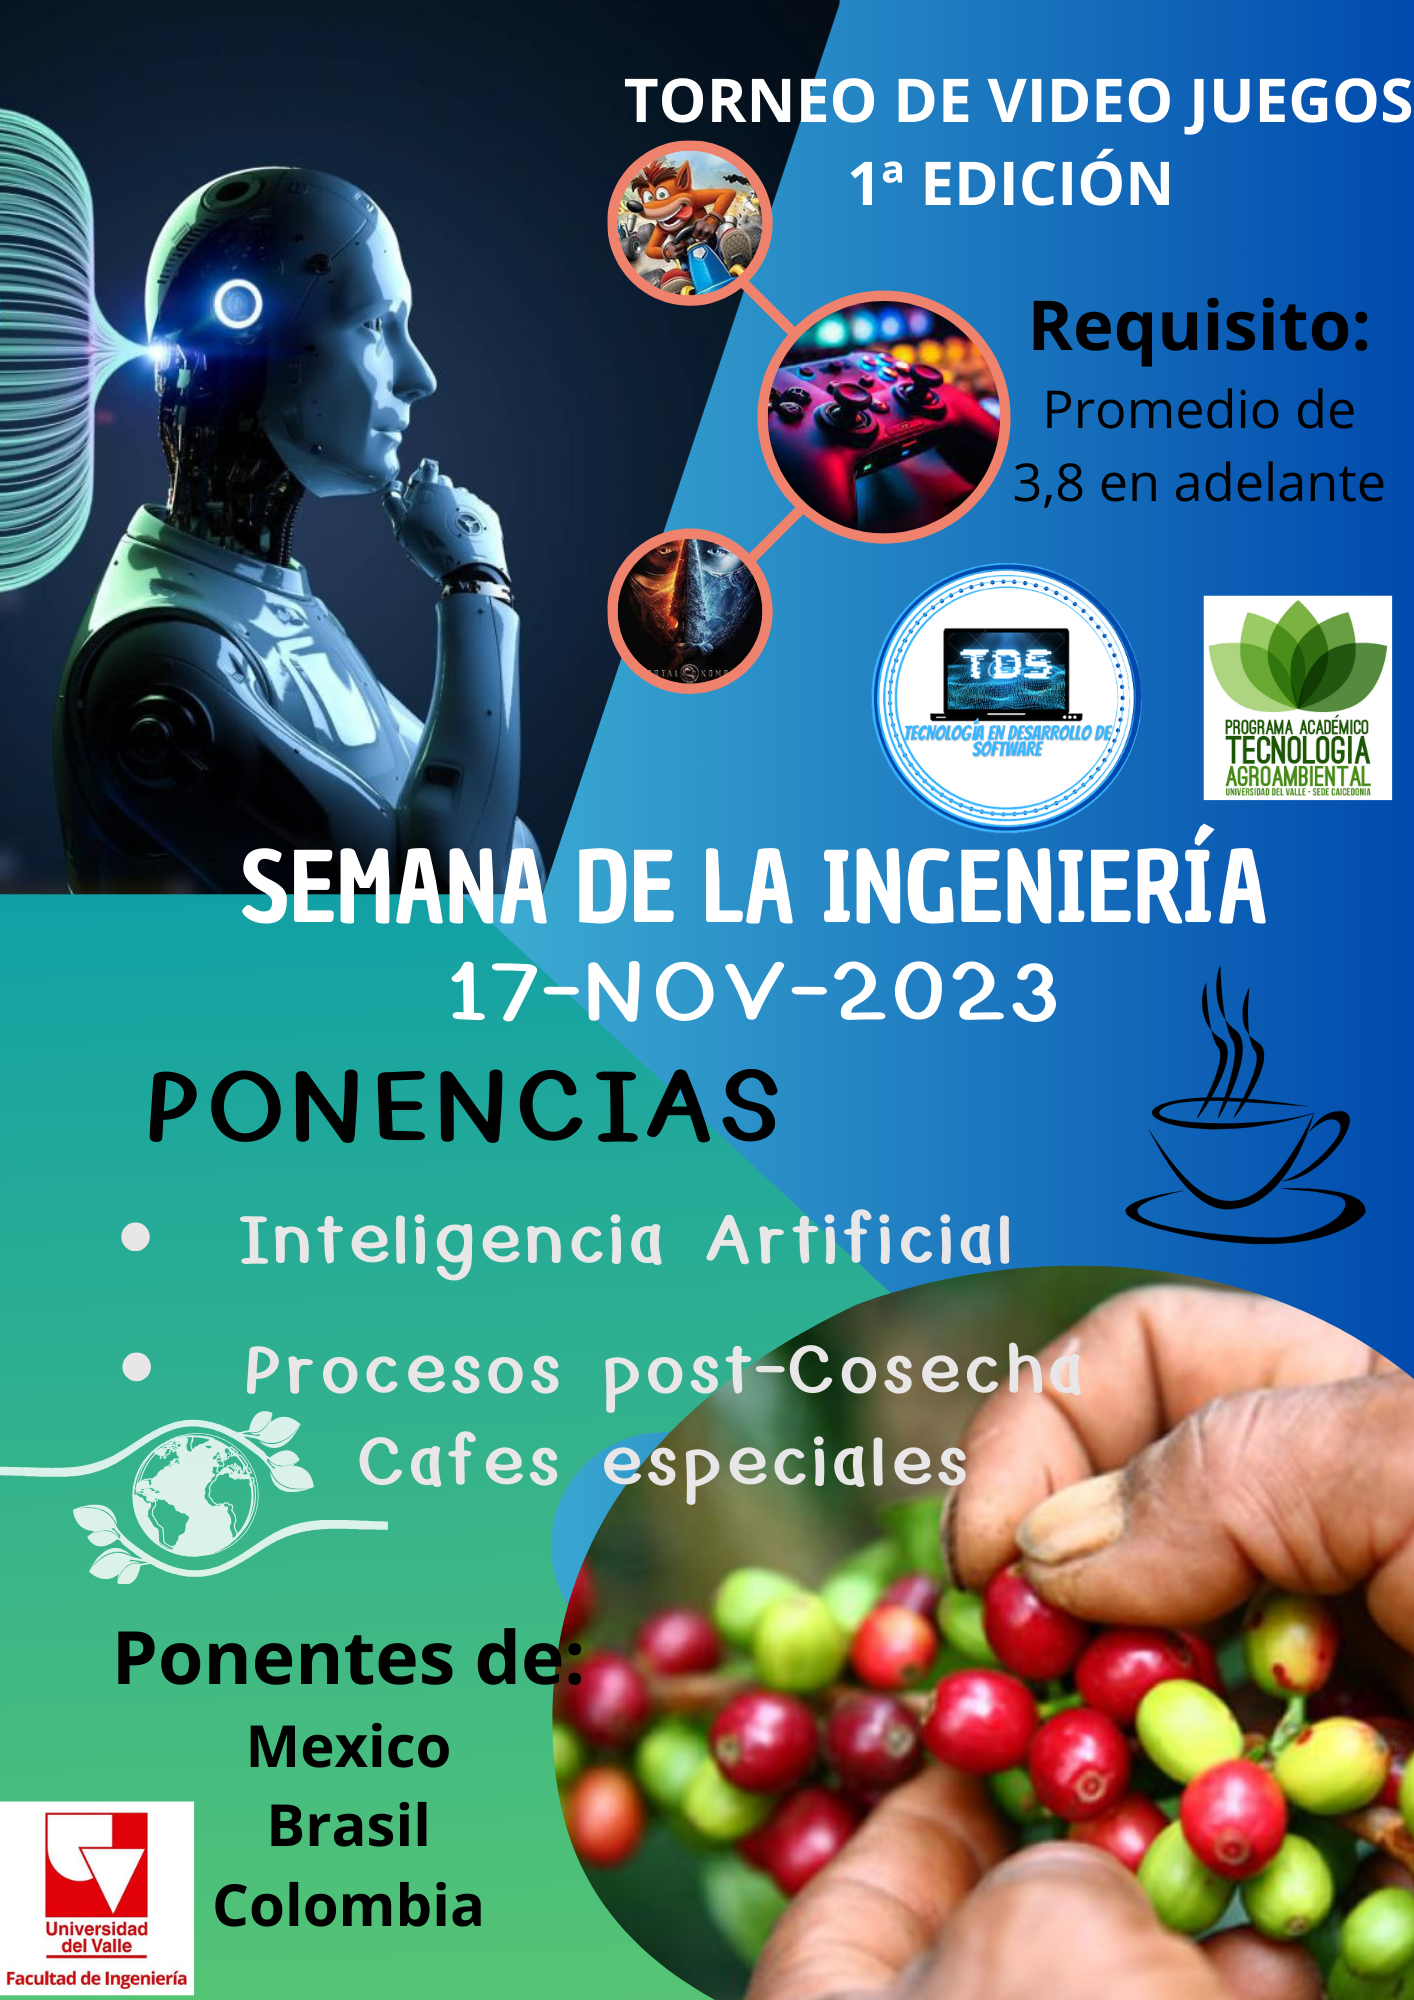 TORNEO DE VIDEO JUEGOS
1ª EDICIÓN
Requisito:
Promedio de
3,8 en adelante
TDS
TECNOLOGÍA EN DESARROLLO DE
SOFTWARE
PROGRAMA ACADÉMICO
TECNOLOGIA
AGROAMBIENTAL
UNIVERSIDAD DEL VALLE - SEDE CAICEDONIA
SEMANA DE LA INGENIERÍA
17-NOV-2023
PONENCIAS
• Inteligencia Artificial
• Procesos post-Cosecha
Cafes especiales
Ponentes de:
Mexico
Brasil
Colombia
Universidad
del Valle
Facultad de Ingeniería